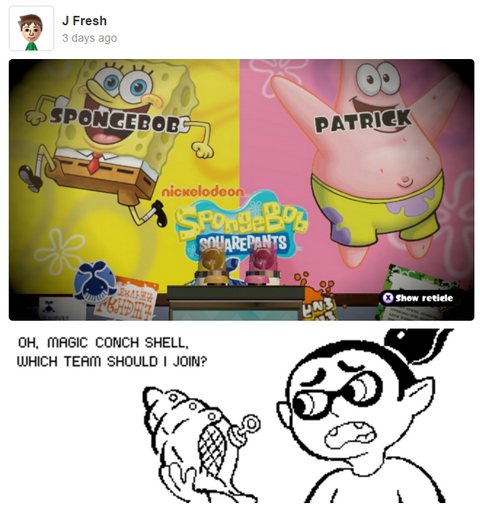 J Fresh
3 days ago
SPONGEBOB
PATRICK
nickelodeon
SpongeBob
SQUAREPANTS
X Show reticle
OH, MAGIC CONCH SHELL,
WHICH TEAM SHOULD I JOIN?